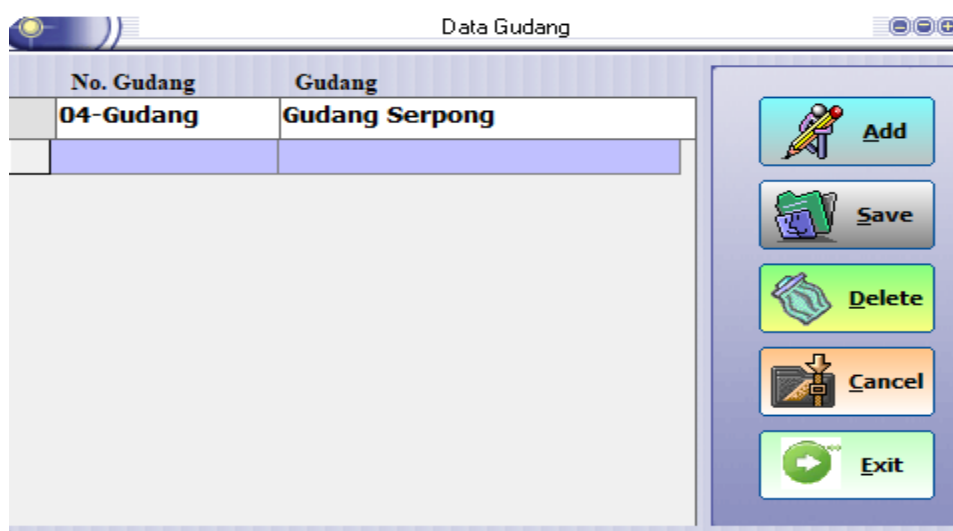 Data Gudang
No. Gudang Gudang
04-Gudang Gudang Serpong
Add
Save
Delete
Cancel
Exit